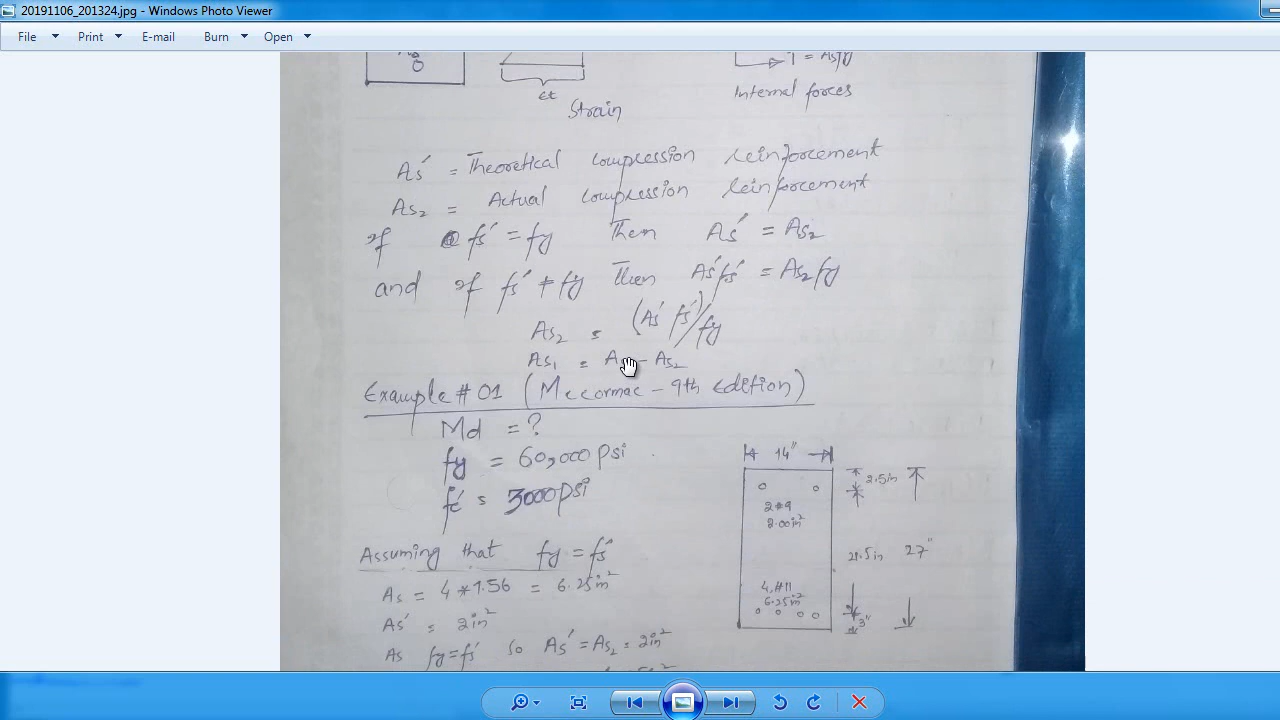 20191106_201324.jpg - Windows Photo Viewer
File Print E-mail Burn Open
T = Asfy
εt
Strain
Internal forces
As' = Theoretical compression reinforcement
As2 = Actual compression reinforcement
if fs' = fy Then As' = As2
and if fs' ≠ fy Then As'fs' = As2fy
As2 = (As' fs')/fy
As1 = As - As2
Example # 01 (Mccormac - 9th Edition)
Md = ?
fy = 60,000 psi
fc' = 3000 psi
14"
2.5in
2#9
2.00in²
21.5in 27"
4,#11
6.25in²
3"
Assuming that fy = fs'
As = 4*1.56 = 6.25in²
As' = 2in²
As fy=fs' so As' = As2 = 2in²